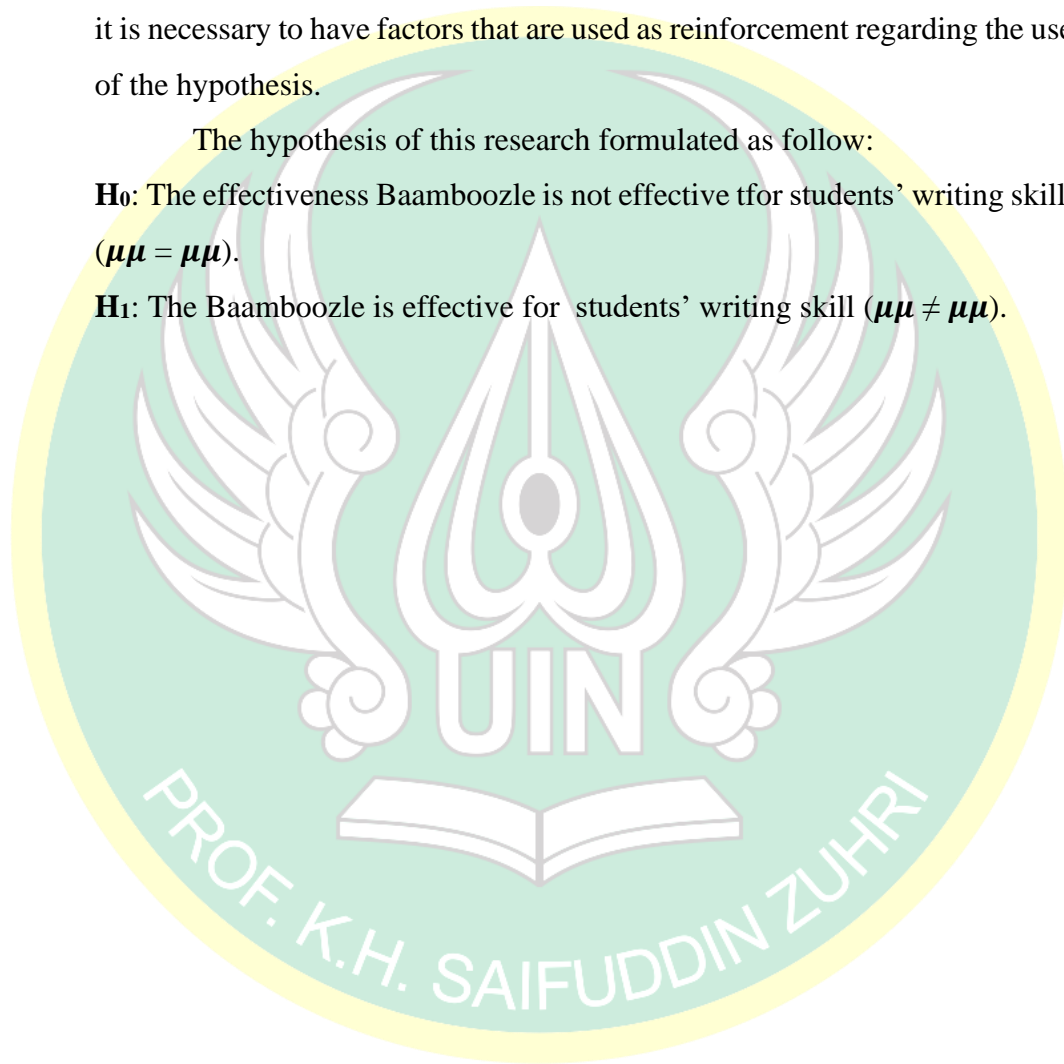 it is necessary to have factors that are used as reinforcement regarding the use
of the hypothesis.
The hypothesis of this research formulated as follow:
H0: The effectiveness Baamboozle is not effective tfor students’ writing skill
(𝝁𝝁 = 𝝁𝝁).
H1: The Baamboozle is effective for students’ writing skill (𝝁𝝁 ≠ 𝝁𝝁).
UIN
PROF. K.H. SAIFUDDIN ZUHRI